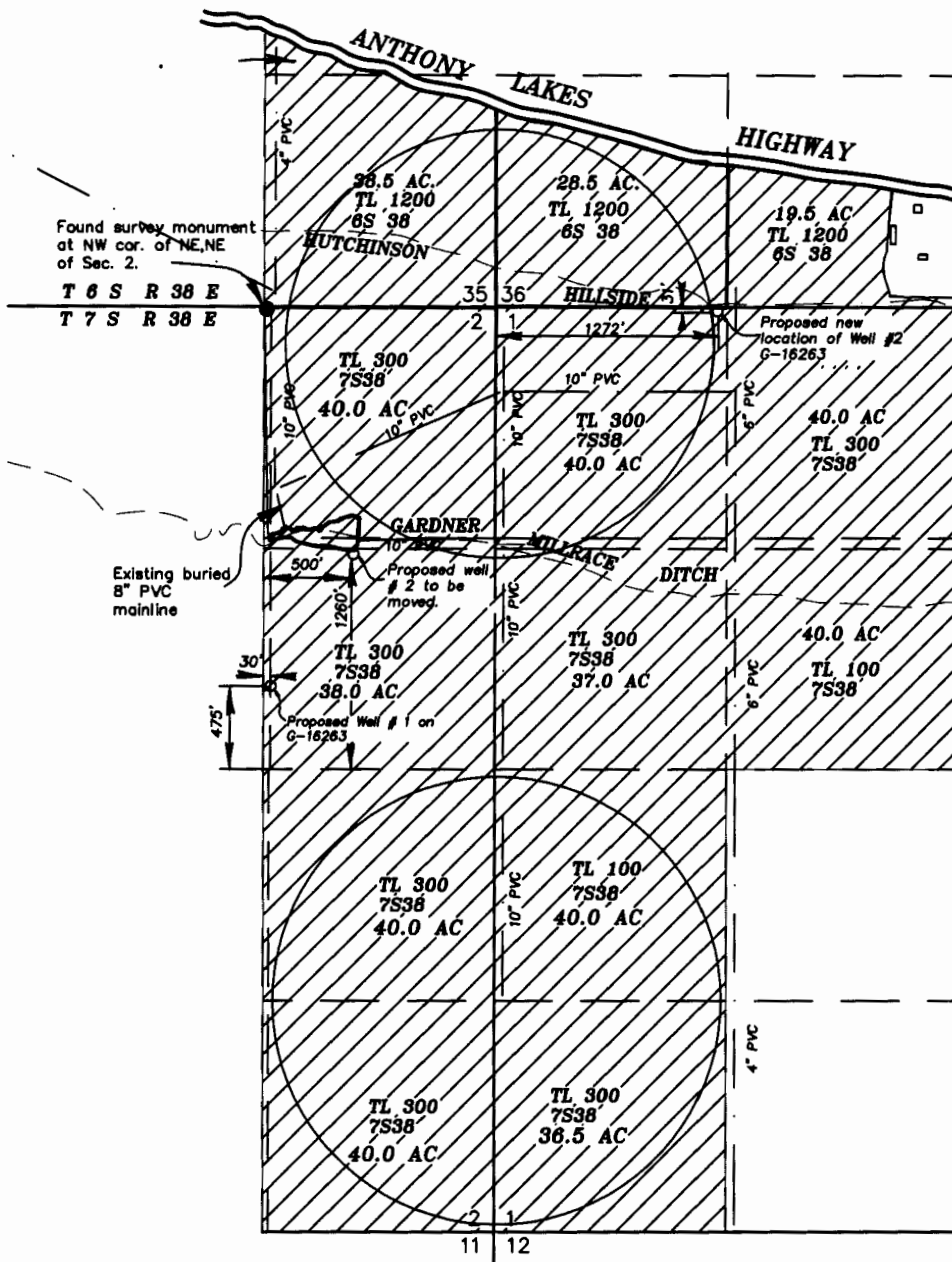 ANTHONY LAKES HIGHWAY
4" PVC
38.5 AC.
TL 1200
6S 38
28.5 AC.
TL 1200
6S 38
19.5 AC
TL 1200
6S 38
Found survey monument
at NW cor. of NE,NE
of Sec. 2.
HUTCHINSON
HILLSIDE
T 6 S R 38 E
T 7 S R 38 E
35 36
2 1
1272'
Proposed new
location of Well #2
G-16263
TL 300
7S38
40.0 AC
10" PVC
10" PVC
10" PVC
10" PVC
6" PVC
TL 300
7S38
40.0 AC
40.0 AC
TL 300
7S38
GARDNER
10" PVC
MILLRACE
DITCH
Existing buried
8" PVC
mainline
500'
Proposed well
# 2 to be
moved.
1260'
10" PVC
TL 300
7S38
38.0 AC
TL 300
7S38
37.0 AC
40.0 AC
TL 100
7S38
6" PVC
30'
475'
Proposed Well # 1 on
G-16263
TL 300
7S38
40.0 AC
TL 100
7S38
40.0 AC
10" PVC
4" PVC
TL 300
7S38
40.0 AC
TL 300
7S38
36.5 AC
2 1
11 12